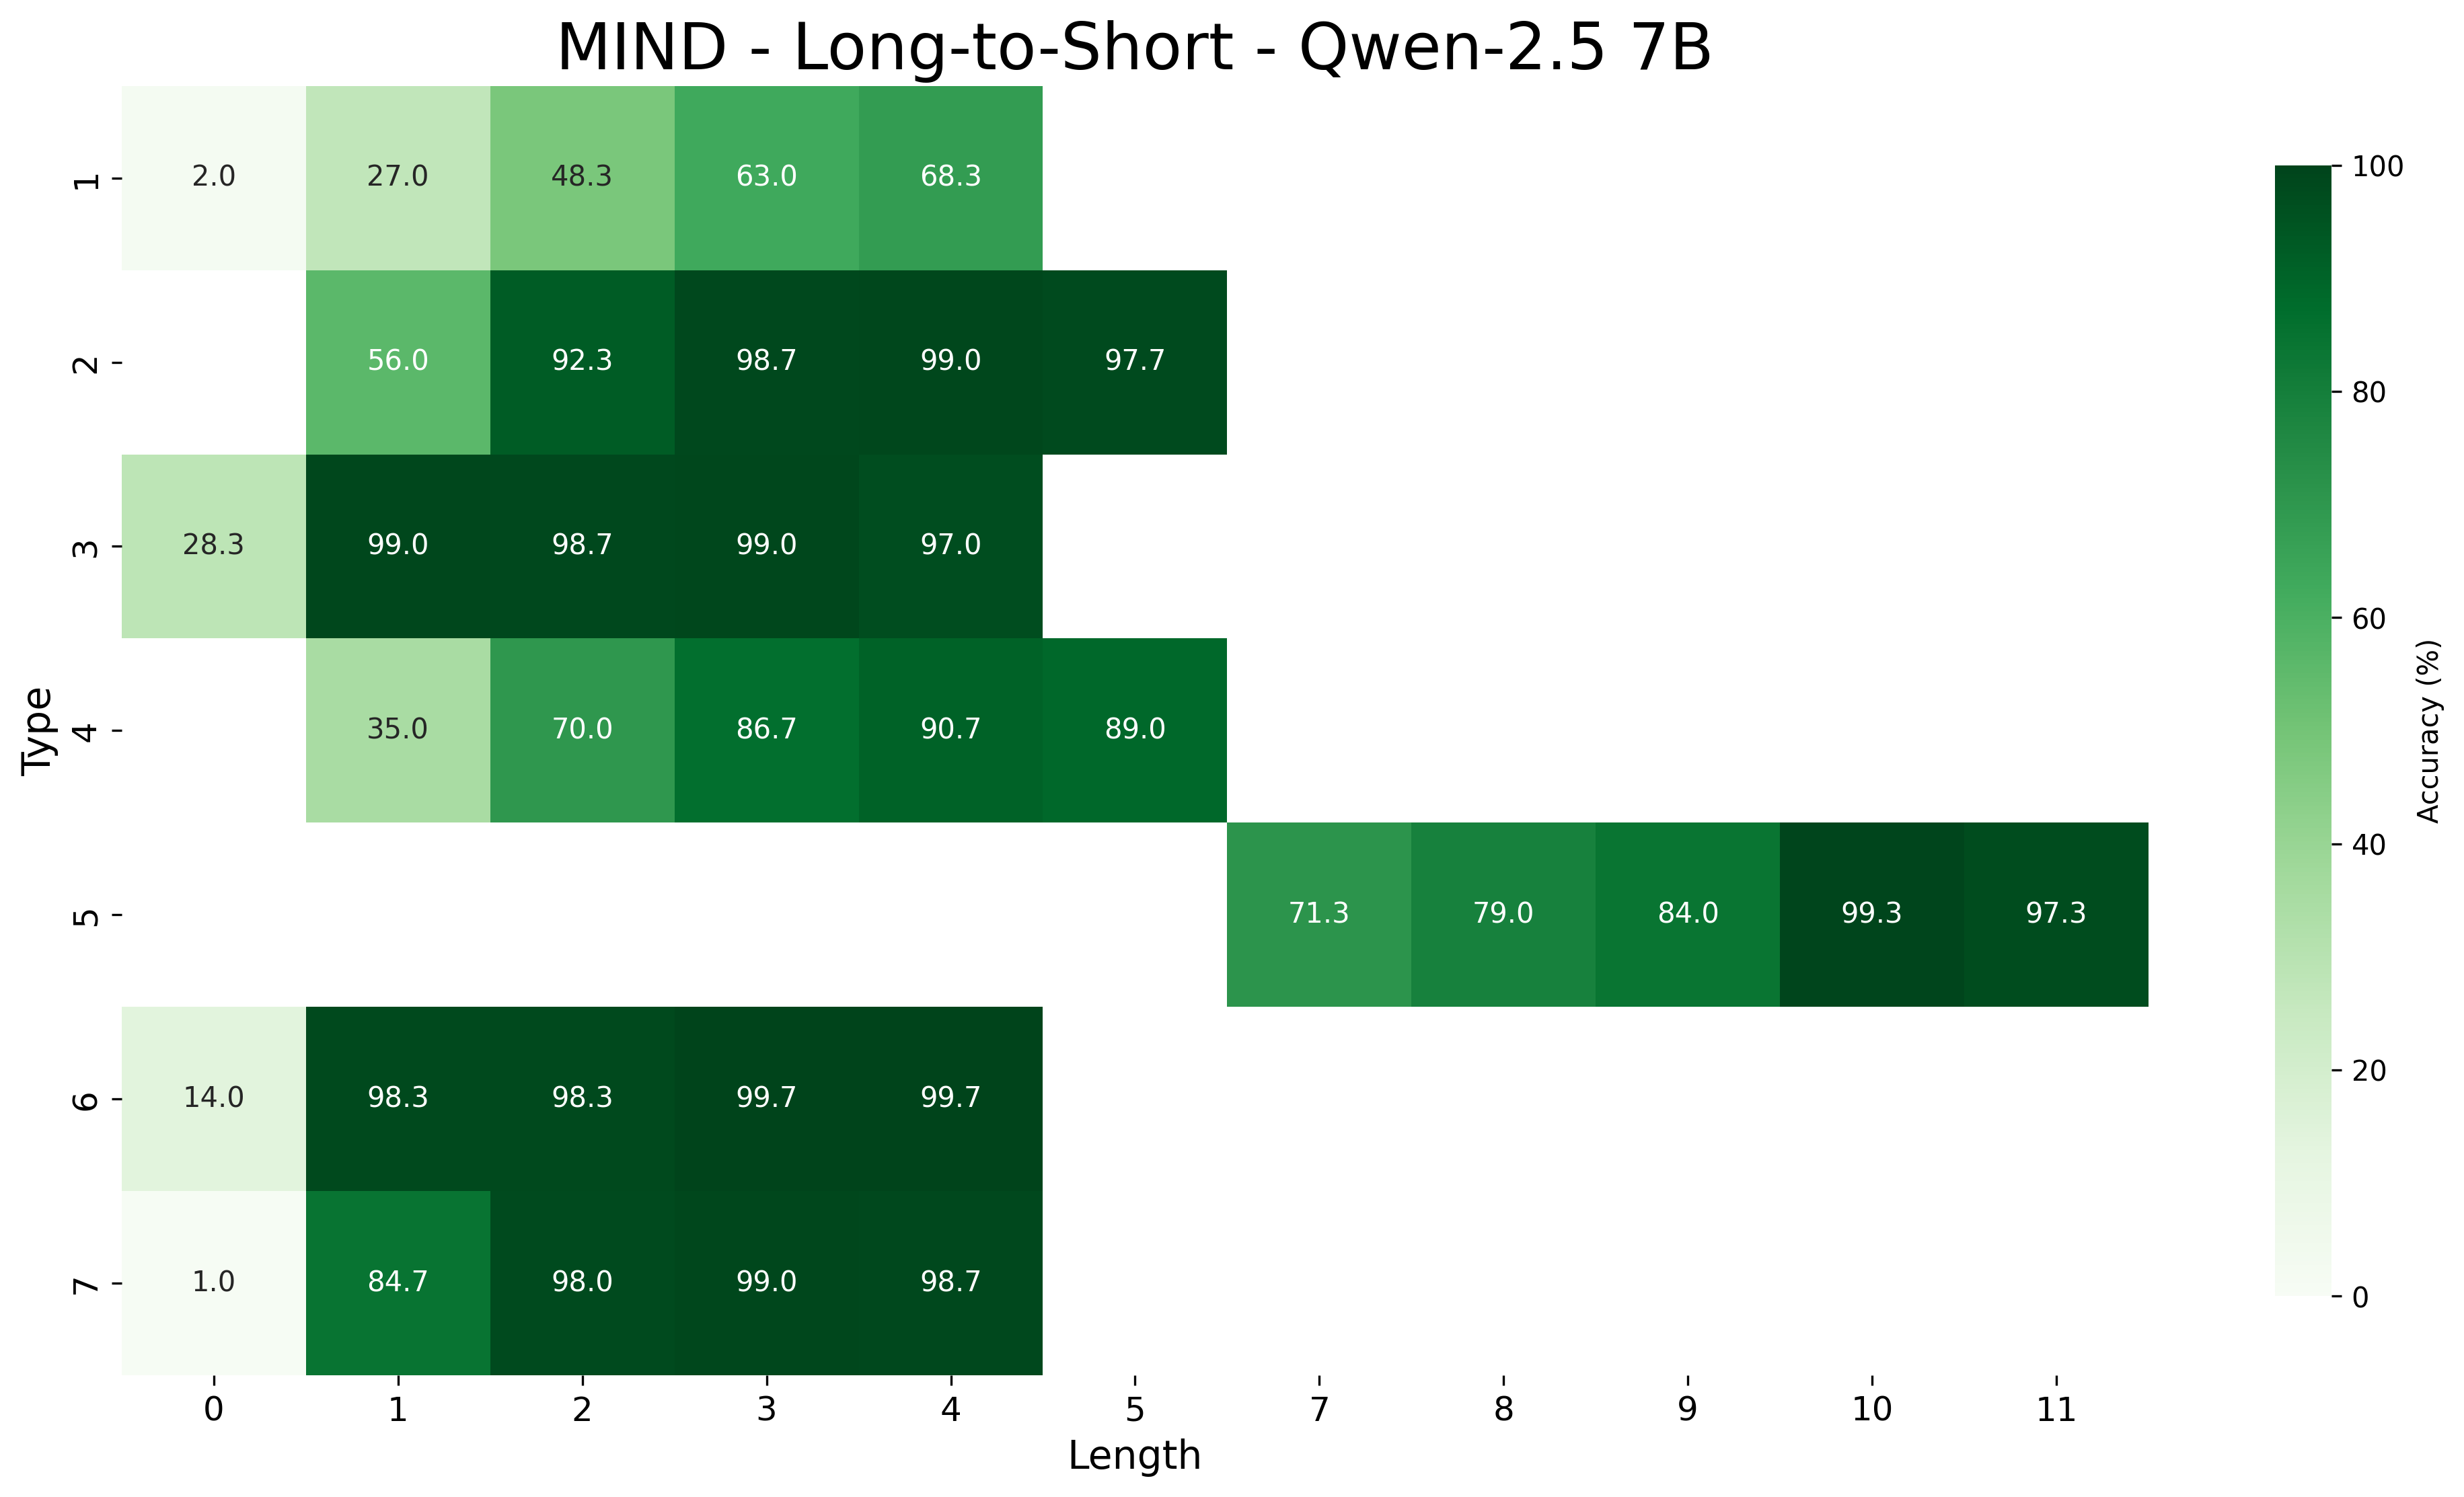 MIND - Long-to-Short - Qwen-2.5 7B
Type
1 2.0 27.0 48.3 63.0 68.3
2 56.0 92.3 98.7 99.0 97.7
3 28.3 99.0 98.7 99.0 97.0
4 35.0 70.0 86.7 90.7 89.0
5 71.3 79.0 84.0 99.3 97.3
6 14.0 98.3 98.3 99.7 99.7
7 1.0 84.7 98.0 99.0 98.7
0 1 2 3 4 5 7 8 9 10 11
Length
100
80
60
40
20
0
Accuracy (%)